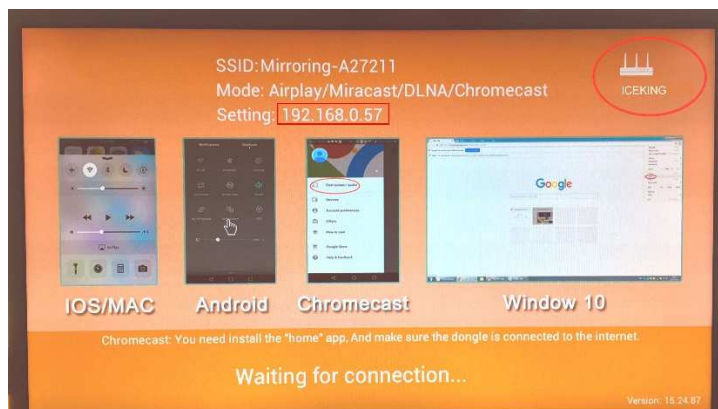 SSID:Mirroring-A27211
Mode: Airplay/Miracast/DLNA/Chromecast
Setting: 192.168.0.57
ICEKING
Google
IOS/MAC
Android
Chromecast
Window 10
Chromecast: You need install the "home" app, And make sure the dongle is connected to the internet.
Waiting for connection...
Version: 15.24.87